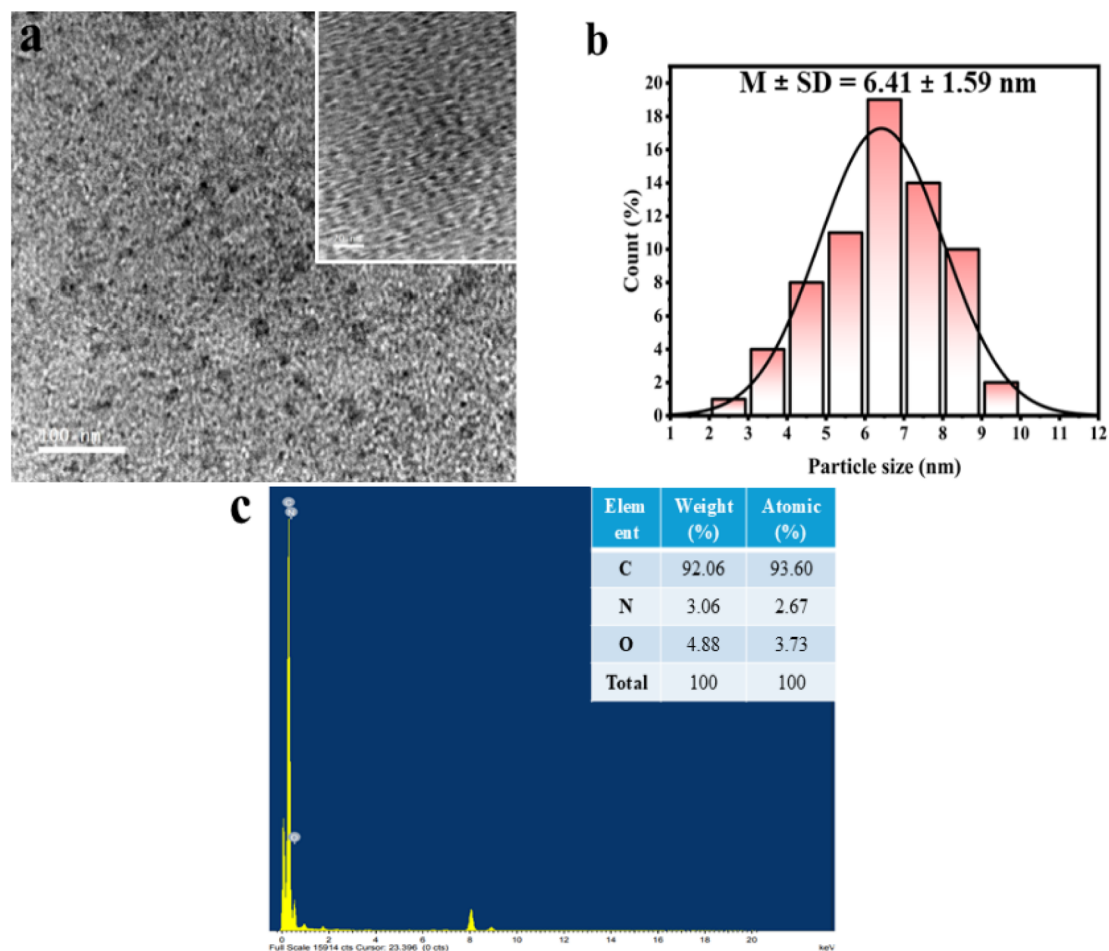 a
100 nm
20 nm
b
M ± SD = 6.41 ± 1.59 nm
Count (%)
20
18
16
14
12
10
8
6
4
2
0
1 2 3 4 5 6 7 8 9 10 11 12
Particle size (nm)
c
Elem Weight Atomic
ent (%) (%)
C 92.06 93.60
N 3.06 2.67
O 4.88 3.73
Total 100 100
0 2 4 6 8 10 12 14 16 18 20
Full Scale 15914 cts Cursor: 23.396 (0 cts) keV